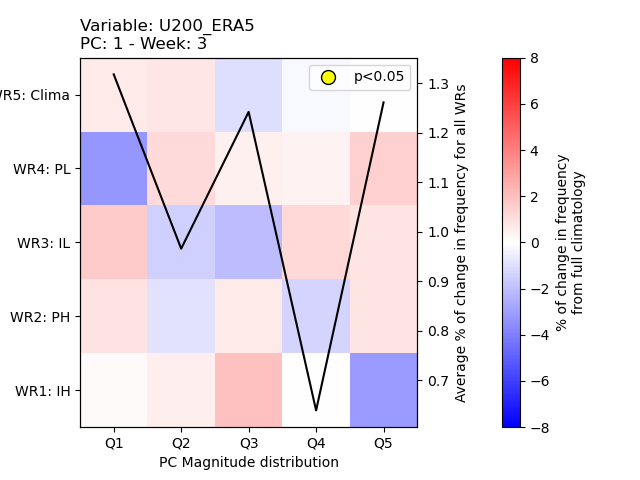 Variable: U200_ERA5
PC: 1 - Week: 3
p<0.05
WR5: Clima
WR4: PL
WR3: IL
WR2: PH
WR1: IH
Q1 Q2 Q3 Q4 Q5
PC Magnitude distribution
1.3
1.2
1.1
1.0
0.9
0.8
0.7
Average % of change in frequency for all WRs
8
6
4
2
0
−2
−4
−6
−8
% of change in frequency
from full climatology